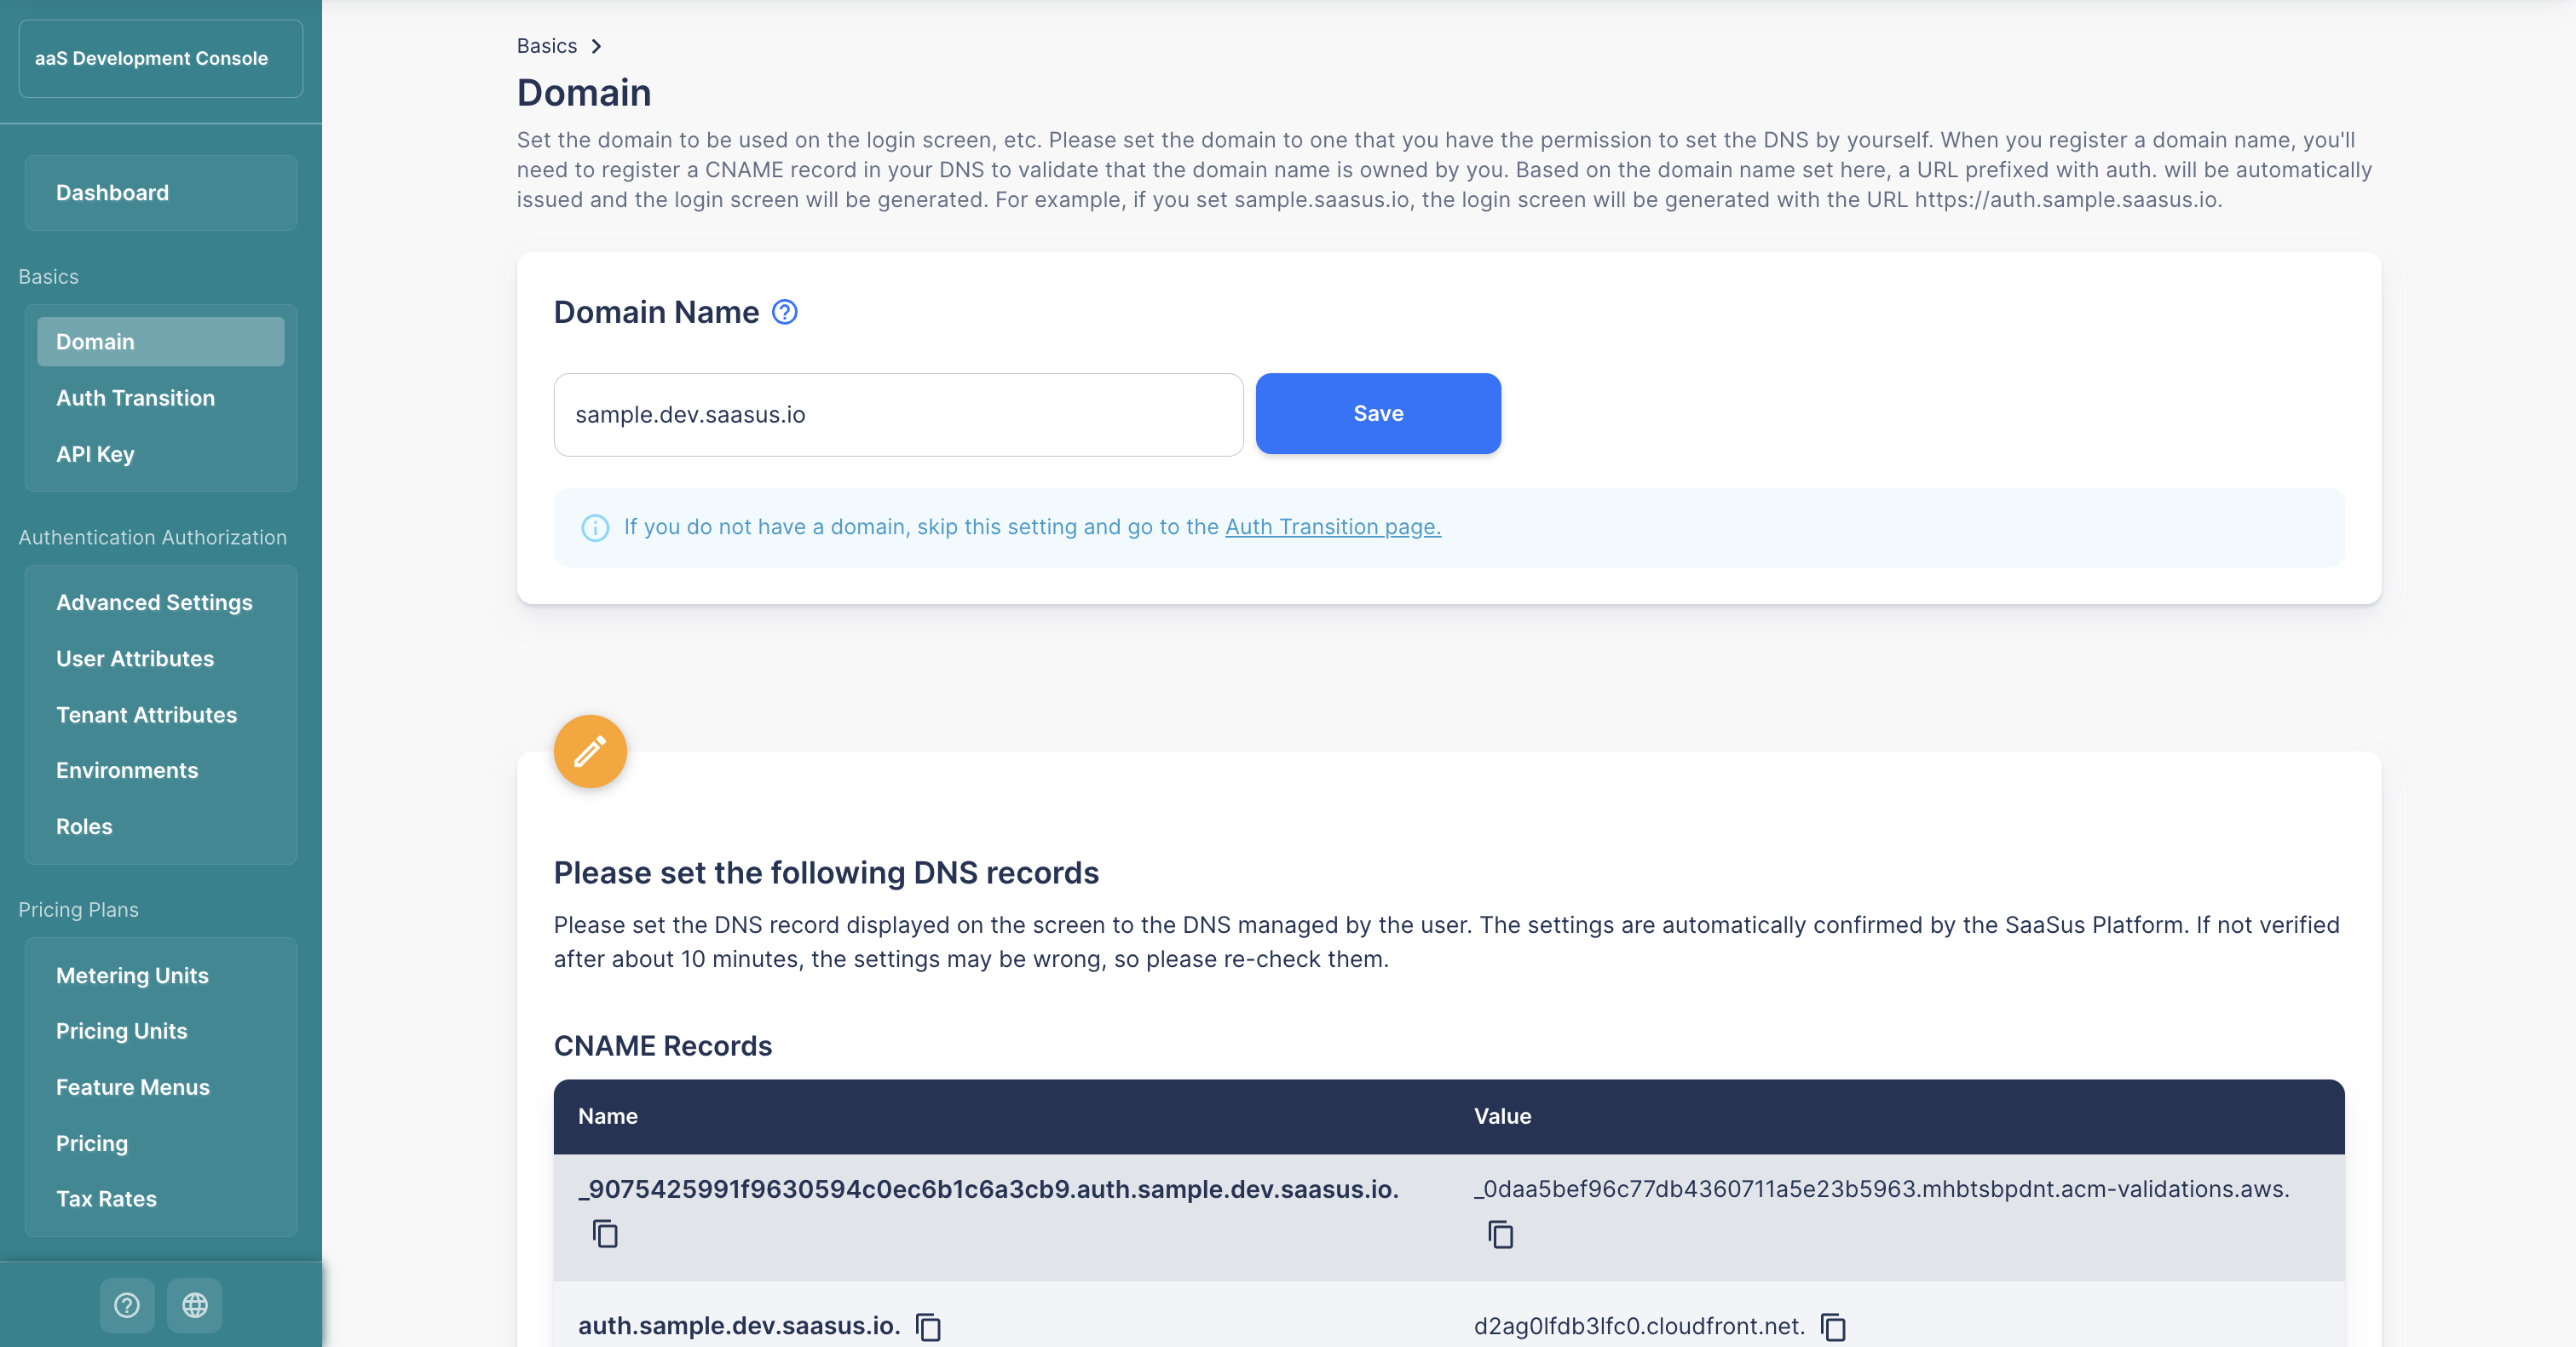 aaS Development Console
Dashboard
Basics
Domain
Auth Transition
API Key
Authentication Authorization
Advanced Settings
User Attributes
Tenant Attributes
Environments
Roles
Pricing Plans
Metering Units
Pricing Units
Feature Menus
Pricing
Tax Rates
Basics
Domain
Set the domain to be used on the login screen, etc. Please set the domain to one that you have the permission to set the DNS by yourself. When you register a domain name, you'll
need to register a CNAME record in your DNS to validate that the domain name is owned by you. Based on the domain name set here, a URL prefixed with auth. will be automatically
issued and the login screen will be generated. For example, if you set sample.saasus.io, the login screen will be generated with the URL https://auth.sample.saasus.io.
Domain Name
sample.dev.saasus.io
Save
If you do not have a domain, skip this setting and go to the Auth Transition page.
Please set the following DNS records
Please set the DNS record displayed on the screen to the DNS managed by the user. The settings are automatically confirmed by the SaaSus Platform. If not verified
after about 10 minutes, the settings may be wrong, so please re-check them.
CNAME Records
Name Value
_9075425991f9630594c0ec6b1c6a3cb9.auth.sample.dev.saasus.io. _0daa5bef96c77db4360711a5e23b5963.mhbtsbpdnt.acm-validations.aws.
auth.sample.dev.saasus.io. d2ag0lfdb3lfc0.cloudfront.net.